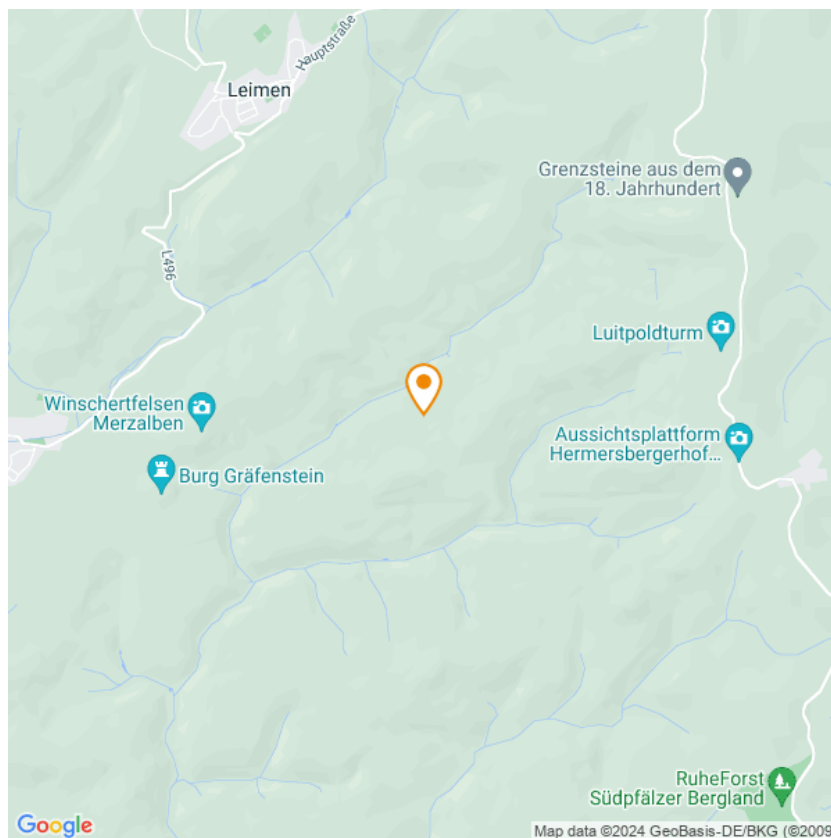 Hauptstraße
Leimen
Grenzsteine aus dem
18. Jahrhundert
L496
Luitpoldturm
Winschertfelsen
Merzalben
Aussichtsplattform
Hermersbergerhof...
Burg Gräfenstein
RuheForst
Südpfälzer Bergland
Google
Map data ©2024 GeoBasis-DE/BKG (©2009